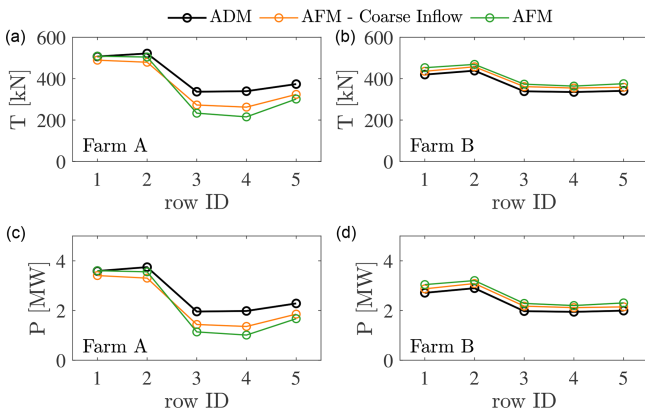 ADM AFM - Coarse Inflow AFM
(a) (b)
600 600
400 400
200 200
0 0
T [kN] T [kN]
Farm A Farm B
1 2 3 4 5 1 2 3 4 5
row ID row ID
(c) (d)
4 4
2 2
0 0
P [MW] P [MW]
Farm A Farm B
1 2 3 4 5 1 2 3 4 5
row ID row ID